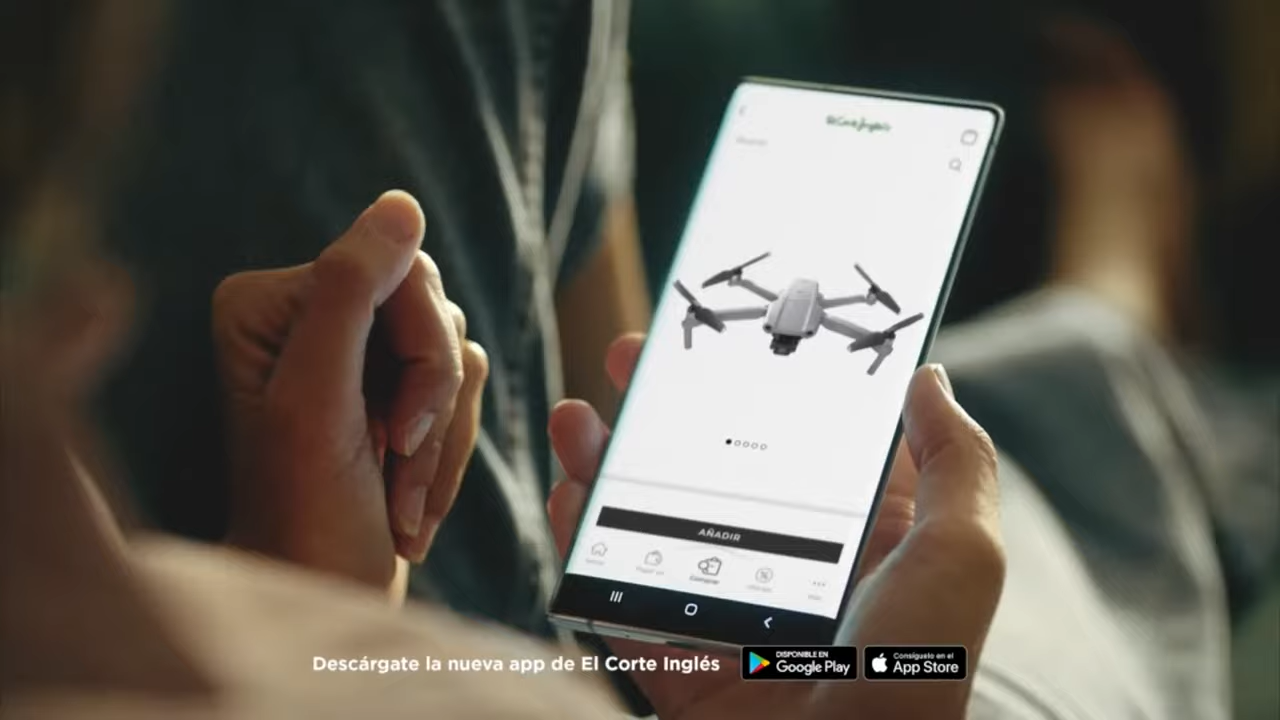 El Corte Inglés
AÑADIR
Comprar
Descárgate la nueva app de El Corte Inglés
DISPONIBLE EN
Google Play
Consíguelo en el
App Store